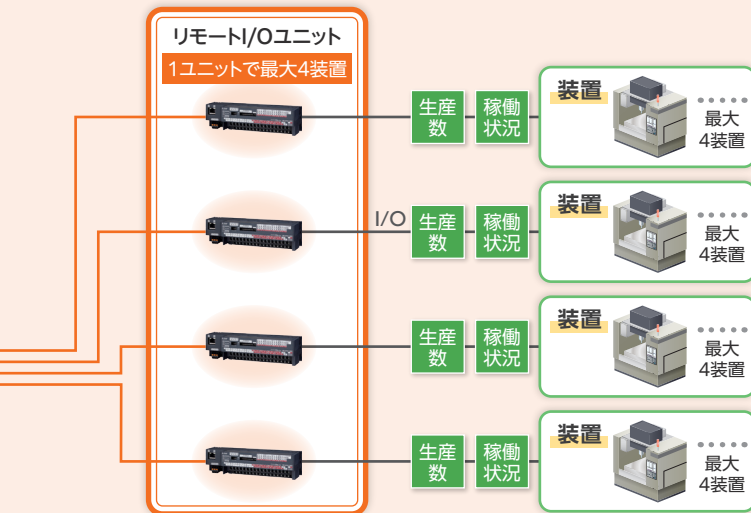 リモートI/Oユニット
1ユニットで最大4装置
生産
数
稼働
状況
装置
最大
4装置
I/O
生産
数
稼働
状況
装置
最大
4装置
生産
数
稼働
状況
装置
最大
4装置
生産
数
稼働
状況
装置
最大
4装置